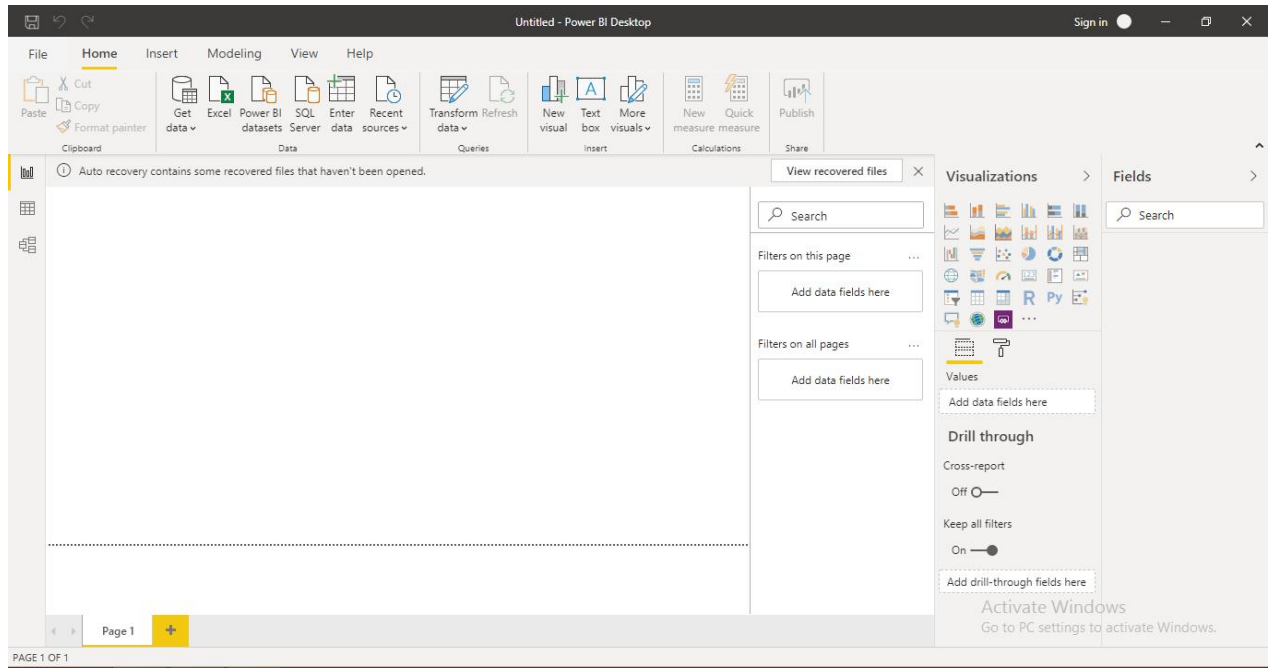 Untitled - Power BI Desktop
Sign in
File Home Insert Modeling View Help
Paste
Cut
Copy
Format painter
Clipboard
Get data
Excel
Power BI datasets
SQL Server
Enter data
Recent sources
Data
Transform data
Refresh
Queries
New visual
Text box
More visuals
Insert
New measure
Quick measure
Calculations
Publish
Share
Auto recovery contains some recovered files that haven't been opened.
View recovered files
Search
Filters on this page
...
Add data fields here
Filters on all pages
...
Add data fields here
Visualizations
R Py
...
Values
Add data fields here
Drill through
Cross-report
Off
Keep all filters
On
Add drill-through fields here
Fields
Search
Activate Windows
Go to PC settings to activate Windows.
Page 1
PAGE 1 OF 1